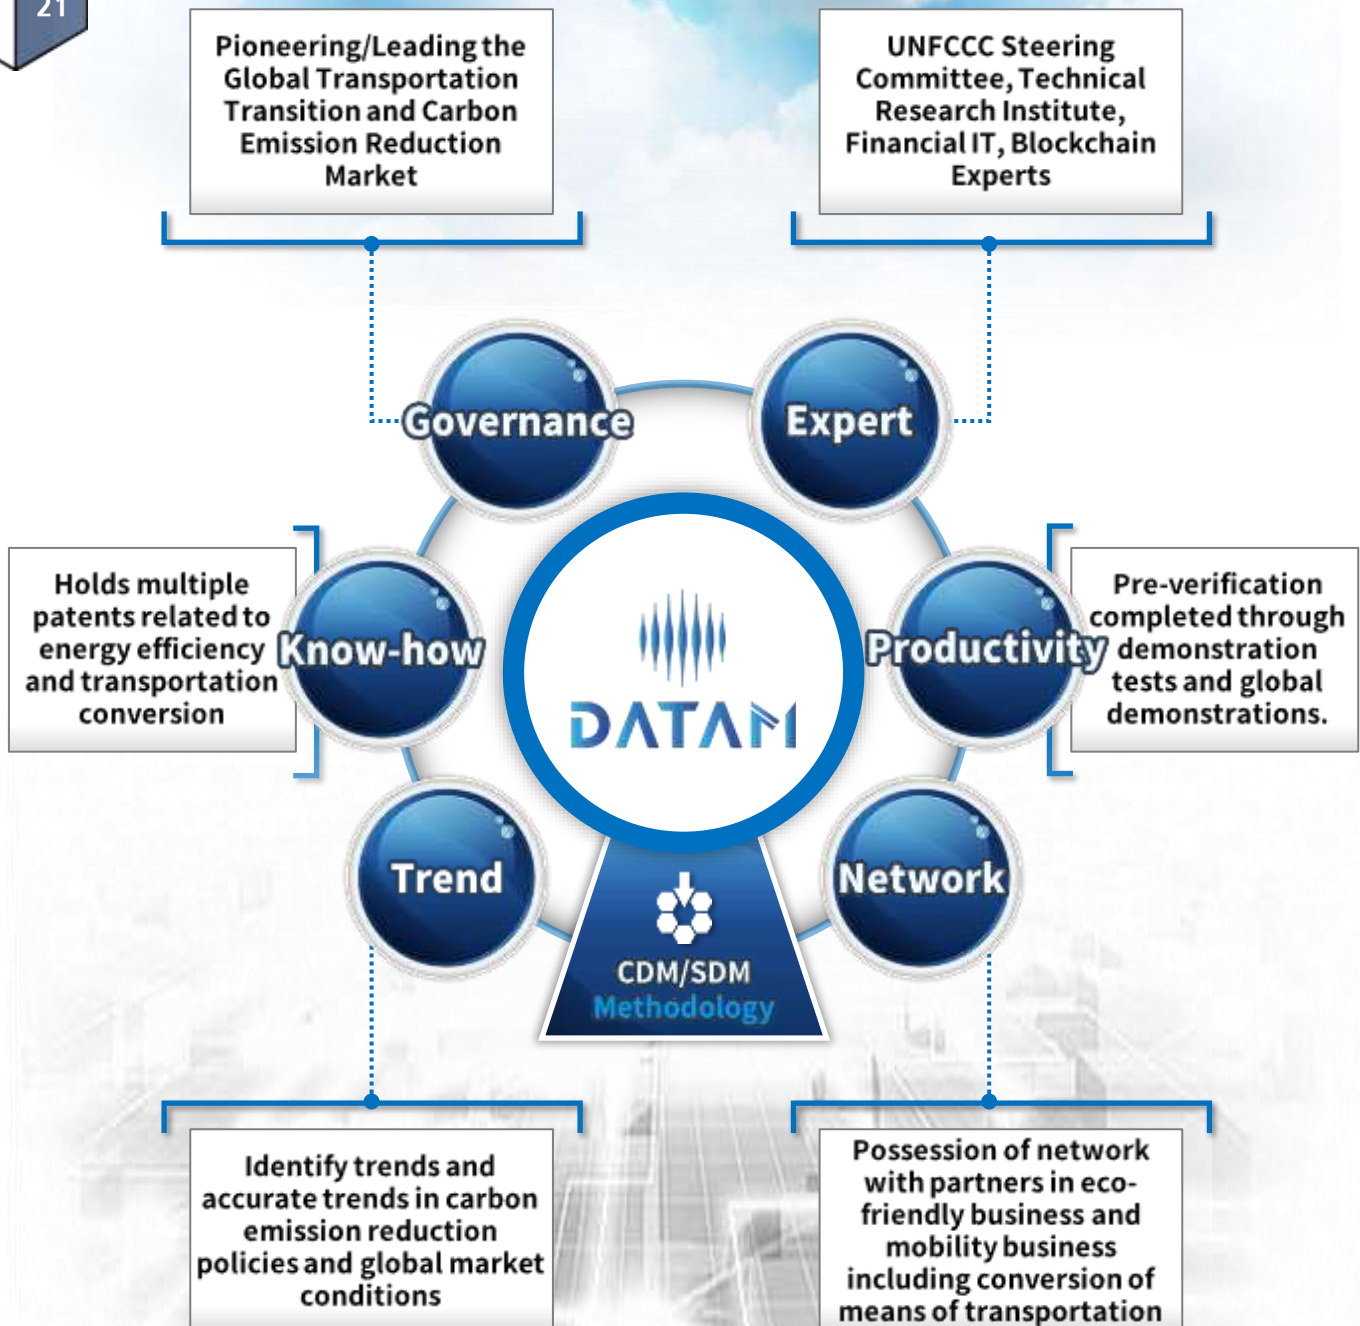 21
Pioneering/Leading the
Global Transportation
Transition and Carbon
Emission Reduction
Market
UNFCCC Steering
Committee, Technical
Research Institute,
Financial IT, Blockchain
Experts
Governance
Expert
Holds multiple
patents related to
energy efficiency
and transportation
conversion
Know-how
Productivity
Pre-verification
completed through
demonstration
tests and global
demonstrations.
DATAM
Trend
Network
CDM/SDM
Methodology
Identify trends and
accurate trends in carbon
emission reduction
policies and global market
conditions
Possession of network
with partners in eco-
friendly business and
mobility business
including conversion of
means of transportation